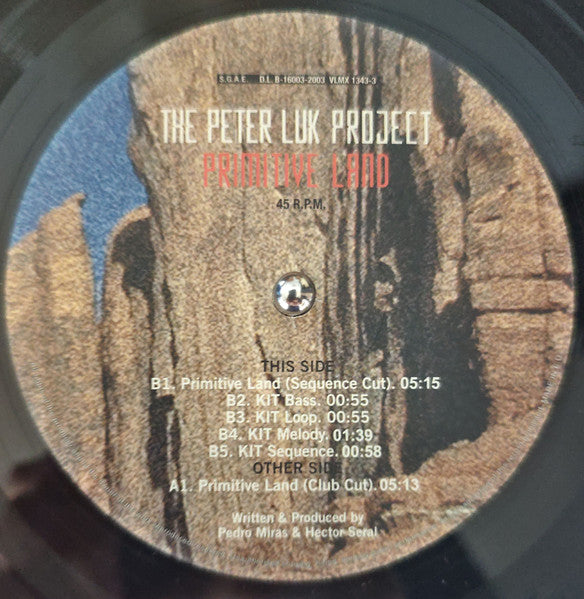 S.G.A.E. D.L. B-16003-2003 VLMX 1343-3
THE PETER LUK PROJECT
PRIMITIVE LAND
45 R.P.M.
THIS SIDE
B1. Primitive Land (Sequence Cut). 05:15
B2. KIT Bass. 00:55
B3. KIT Loop. 00:55
B4. KIT Melody. 01:39
B5. KIT Sequence. 00:58
OTHER SIDE
A1. Primitive Land (Club Cut). 05:13
Written & Produced by
Pedro Miras & Hector Seral